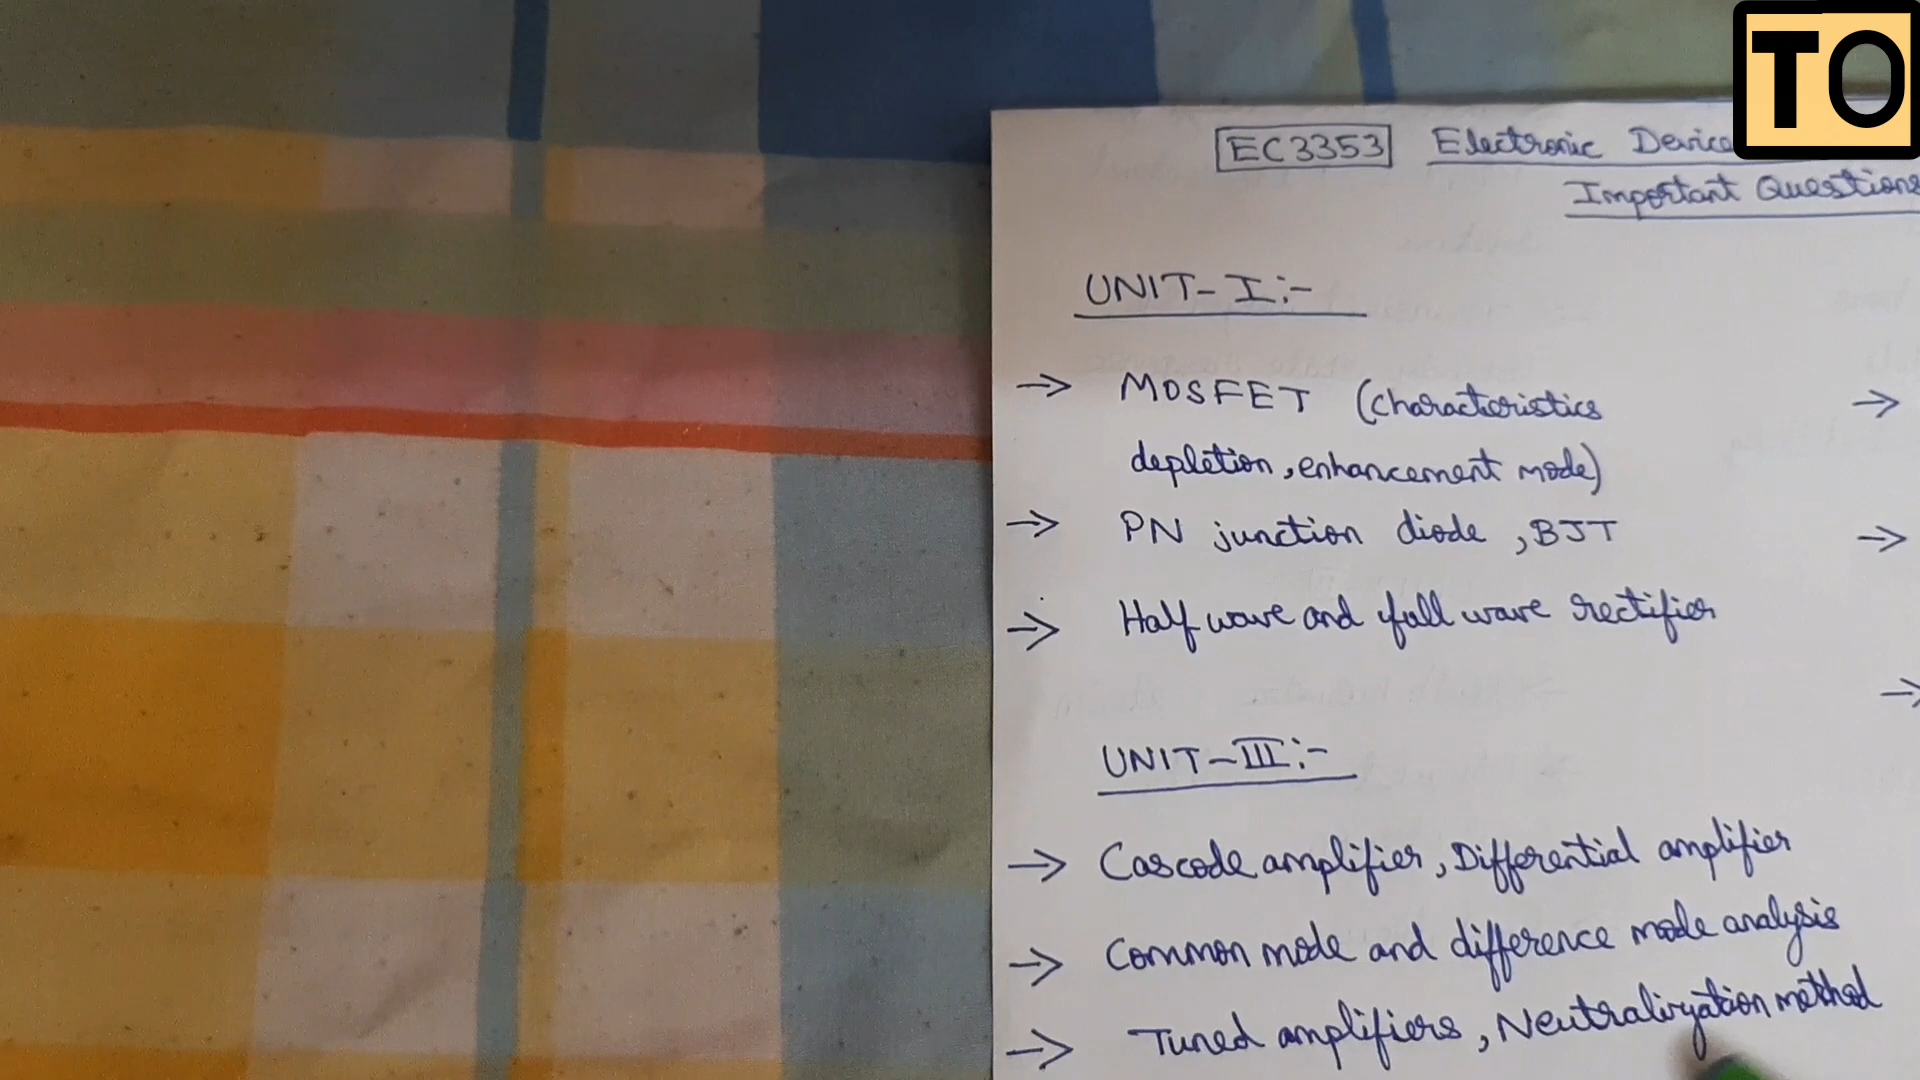 TO
EC3353 Electronic Device
Important Questions
UNIT-I:-
→ MOSFET (Characteristics →
depletion, enhancement mode)
→ PN junction diode, BJT →
→ Half wave and full wave rectifier
→
UNIT-III:-
→ Cascode amplifier, Differential amplifier
→ Common mode and difference mode analysis
→ Tuned amplifiers, Neutralization method